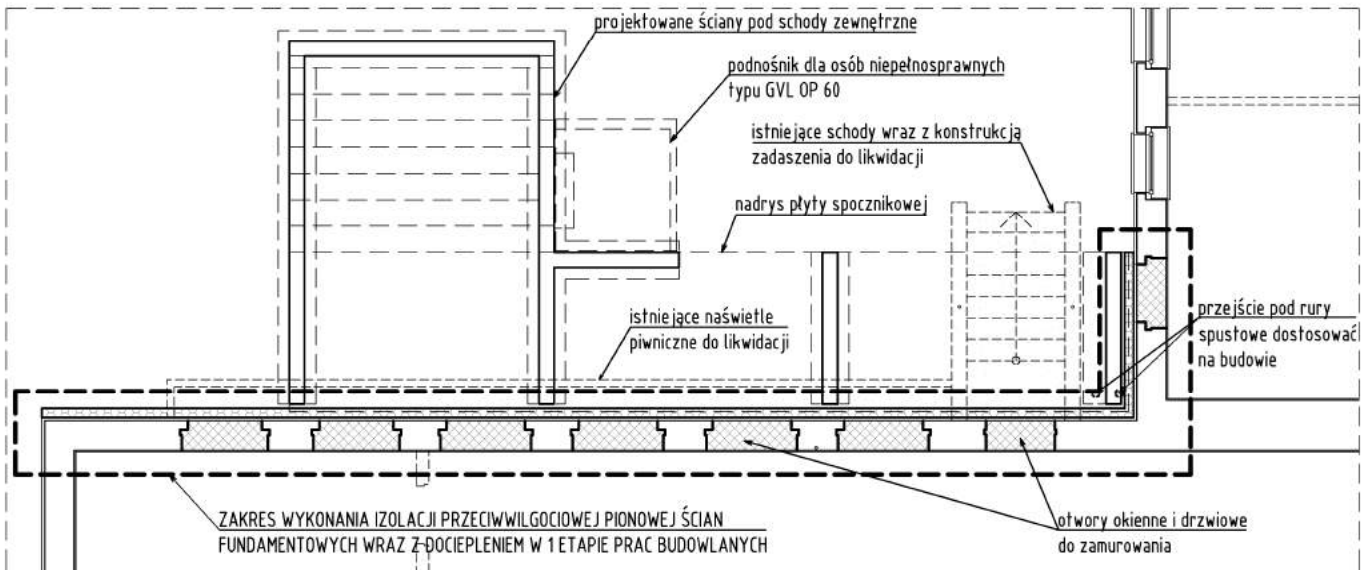 projektowane ściany pod schody zewnętrzne
podnośnik dla osób niepełnosprawnych
typu GVL OP 60
istniejące schody wraz z konstrukcją
zadaszenia do likwidacji
nadrys płyty spocznikowej
istniejące naświetle
piwniczne do likwidacji
przejście pod rury
spustowe dostosować
na budowie
ZAKRES WYKONANIA IZOLACJI PRZECIWWILGOCIOWEJ PIONOWEJ ŚCIAN
FUNDAMENTOWYCH WRAZ Z DOCIEPLENIEM W 1 ETAPIE PRAC BUDOWLANYCH
otwory okienne i drzwiowe
do zamurowania